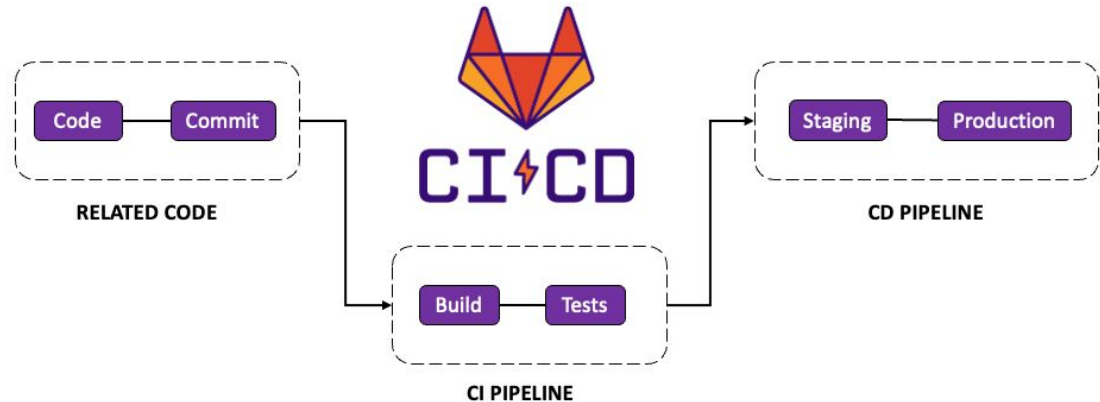 Code
Commit
RELATED CODE
CI CD
Build
Tests
CI PIPELINE
Staging
Production
CD PIPELINE